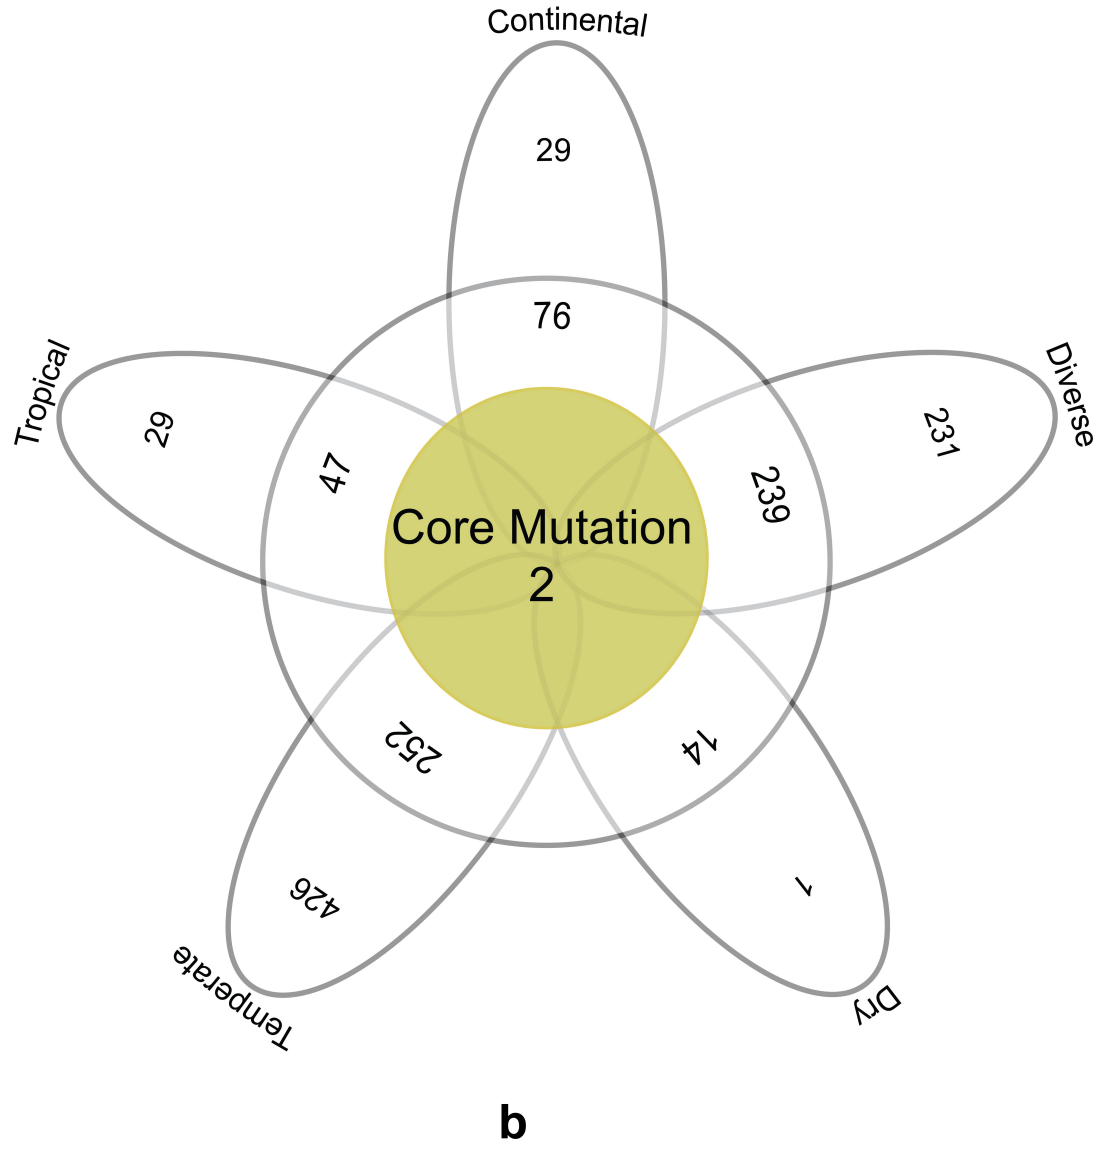 Continental
29
76
Tropical
29
47
Diverse
231
239
Core Mutation
2
252
14
426
1
Temperate
Dry
b